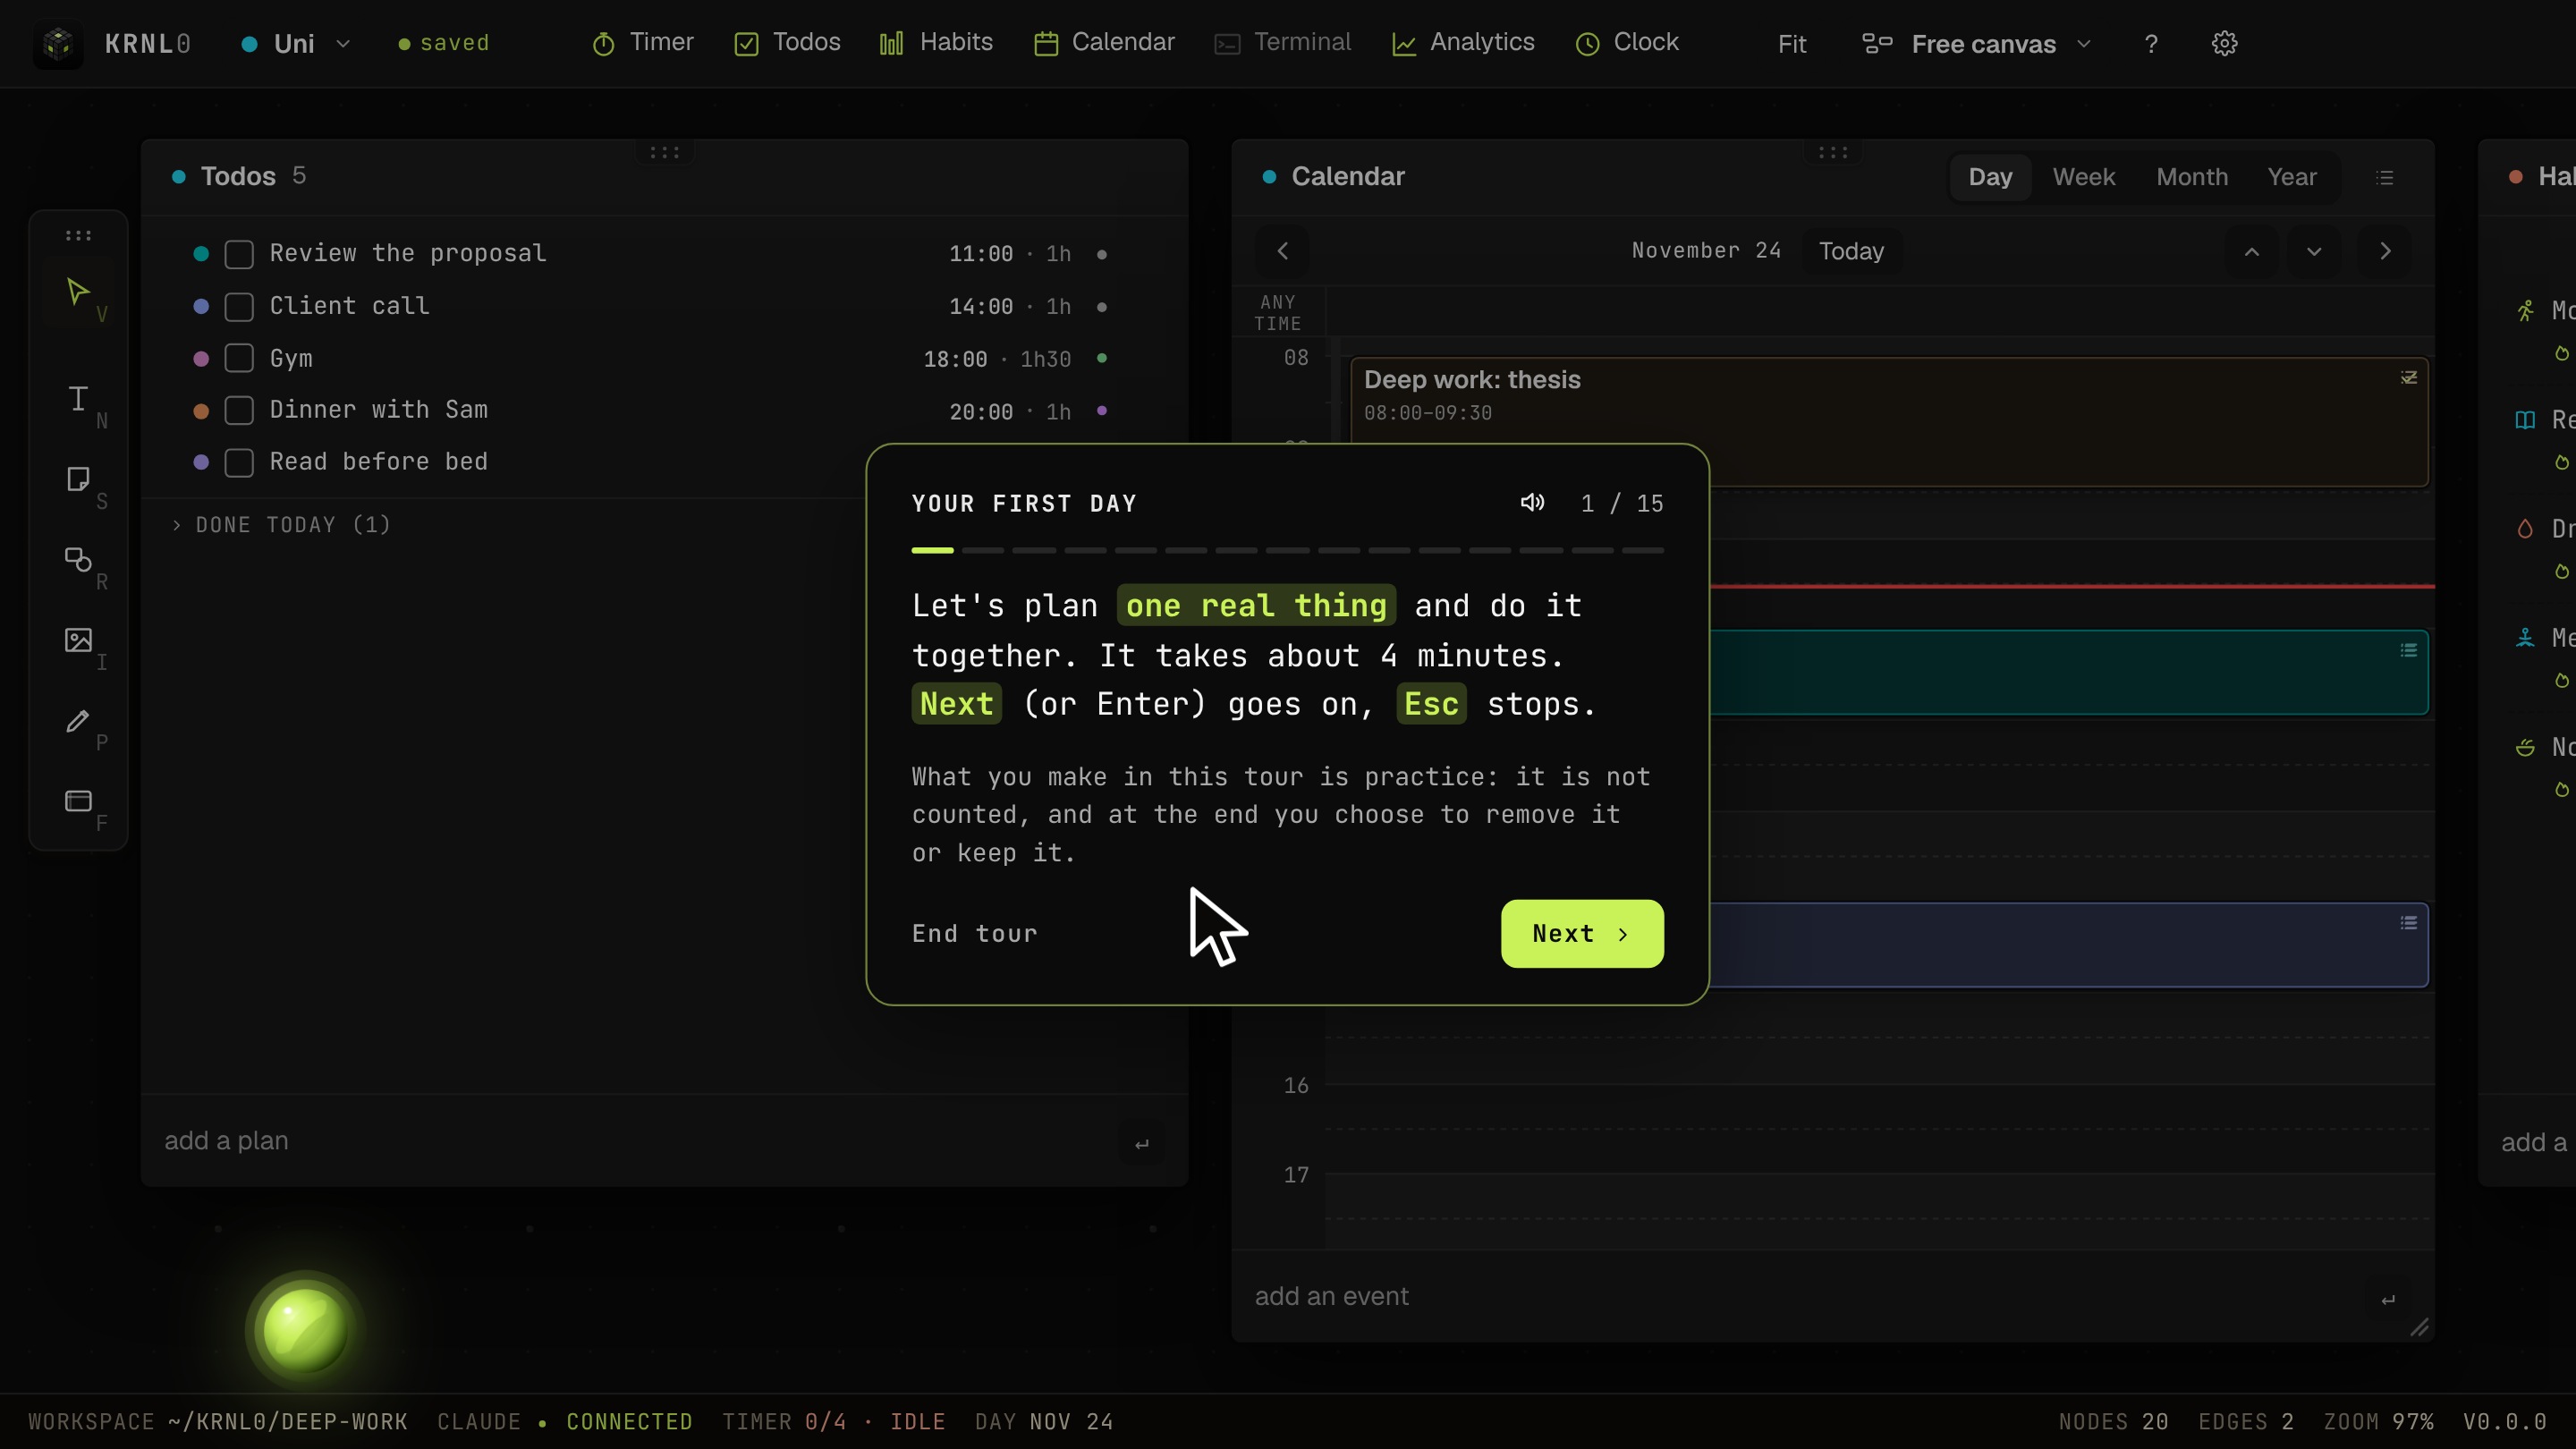 KRNL0
Uni
saved
Timer
Todos
Habits
Calendar
Terminal
Analytics
Clock
Fit
Free canvas
?
Todos 5
Review the proposal 11:00 · 1h
Client call 14:00 · 1h
Gym 18:00 · 1h30
Dinner with Sam 20:00 · 1h
Read before bed
DONE TODAY (1)
add a plan
V
N
S
R
I
P
F
Calendar
Day Week Month Year
November 24 Today
ANY
TIME
08
Deep work: thesis
08:00–09:30
16
17
add an event
add a
YOUR FIRST DAY 1 / 15
Let's plan one real thing and do it
together. It takes about 4 minutes.
Next (or Enter) goes on, Esc stops.
What you make in this tour is practice: it is not
counted, and at the end you choose to remove it
or keep it.
End tour
Next
WORKSPACE ~/KRNL0/DEEP-WORK CLAUDE • CONNECTED TIMER 0/4 · IDLE DAY NOV 24
NODES 20 EDGES 2 ZOOM 97% V0.0.0